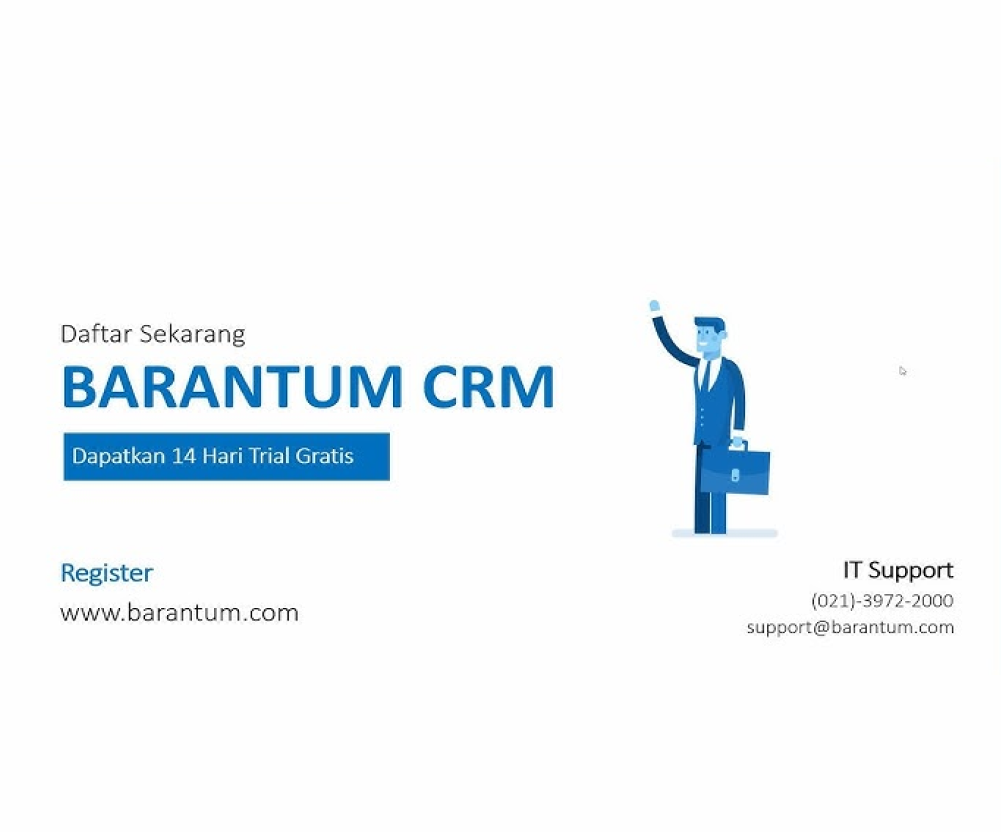 Daftar Sekarang
BARANTUM CRM
Dapatkan 14 Hari Trial Gratis
Register
www.barantum.com
IT Support
(021)-3972-2000
support@barantum.com